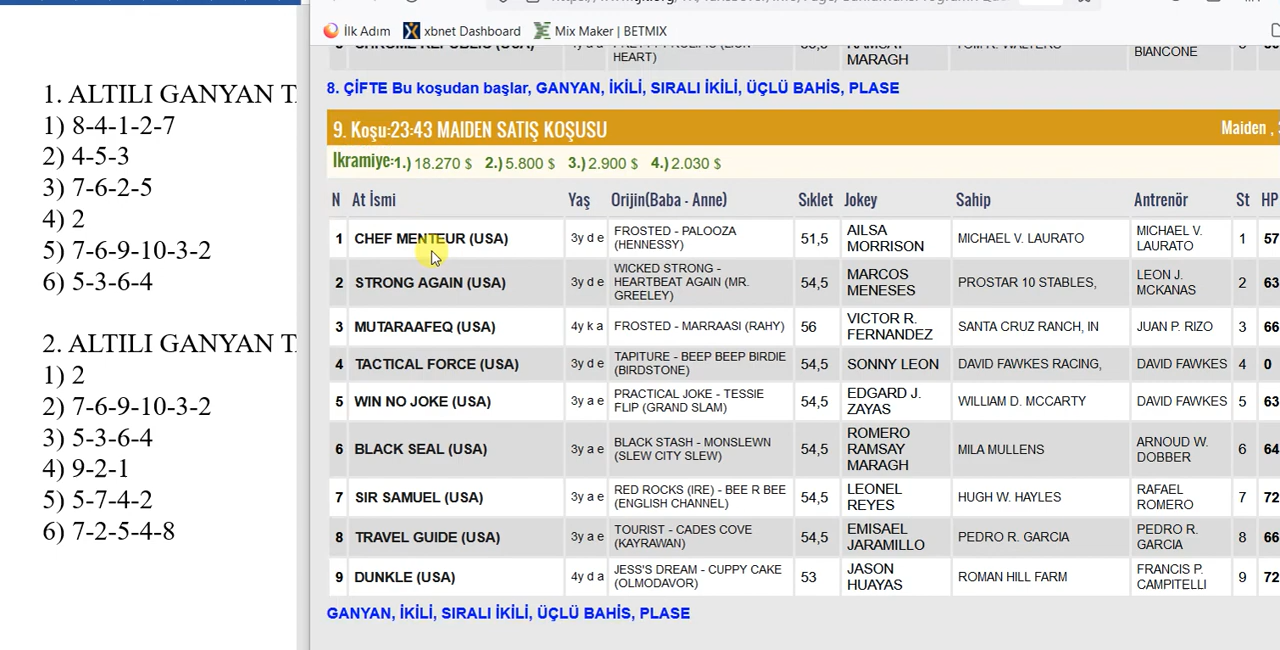 İlk Adım xbnet Dashboard Mix Maker | BETMIX
1. ALTILI GANYAN
1) 8-4-1-2-7
2) 4-5-3
3) 7-6-2-5
4) 2
5) 7-6-9-10-3-2
6) 5-3-6-4
2. ALTILI GANYAN
1) 2
2) 7-6-9-10-3-2
3) 5-3-6-4
4) 9-2-1
5) 5-7-4-2
6) 7-2-5-4-8
HEART) MARAGH BIANCONE
8. ÇİFTE Bu koşudan başlar, GANYAN, İKİLİ, SIRALI İKİLİ, ÜÇLÜ BAHİS, PLASE
9. Koşu:23:43 MAIDEN SATIŞ KOŞUSU Maiden ,
Ikramiye:1.) 18.270 $ 2.) 5.800 $ 3.) 2.900 $ 4.) 2.030 $
N At İsmi Yaş Orijin(Baba - Anne) Sıklet Jokey Sahip Antrenör St HP
1 CHEF MENTEUR (USA) 3y d e FROSTED - PALOOZA (HENNESSY) 51,5 AILSA MORRISON MICHAEL V. LAURATO MICHAEL V. LAURATO 1 57
2 STRONG AGAIN (USA) 3y d e WICKED STRONG - HEARTBEAT AGAIN (MR. GREELEY) 54,5 MARCOS MENESES PROSTAR 10 STABLES, LEON J. MCKANAS 2 63
3 MUTARAAFEQ (USA) 4y k a FROSTED - MARRAASI (RAHY) 56 VICTOR R. FERNANDEZ SANTA CRUZ RANCH, IN JUAN P. RIZO 3 66
4 TACTICAL FORCE (USA) 3y d e TAPITURE - BEEP BEEP BIRDIE (BIRDSTONE) 54,5 SONNY LEON DAVID FAWKES RACING, DAVID FAWKES 4 0
5 WIN NO JOKE (USA) 3y a e PRACTICAL JOKE - TESSIE FLIP (GRAND SLAM) 54,5 EDGARD J. ZAYAS WILLIAM D. MCCARTY DAVID FAWKES 5 63
6 BLACK SEAL (USA) 3y a e BLACK STASH - MONSLEWN (SLEW CITY SLEW) 54,5 ROMERO RAMSAY MARAGH MILA MULLENS ARNOUD W. DOBBER 6 64
7 SIR SAMUEL (USA) 3y a e RED ROCKS (IRE) - BEE R BEE (ENGLISH CHANNEL) 54,5 LEONEL REYES HUGH W. HAYLES RAFAEL ROMERO 7 72
8 TRAVEL GUIDE (USA) 3y a e TOURIST - CADES COVE (KAYRAWAN) 54,5 EMISAEL JARAMILLO PEDRO R. GARCIA PEDRO R. GARCIA 8 66
9 DUNKLE (USA) 4y d a JESS'S DREAM - CUPPY CAKE (OLMODAVOR) 53 JASON HUAYAS ROMAN HILL FARM FRANCIS P. CAMPITELLI 9 72
GANYAN, İKİLİ, SIRALI İKİLİ, ÜÇLÜ BAHİS, PLASE